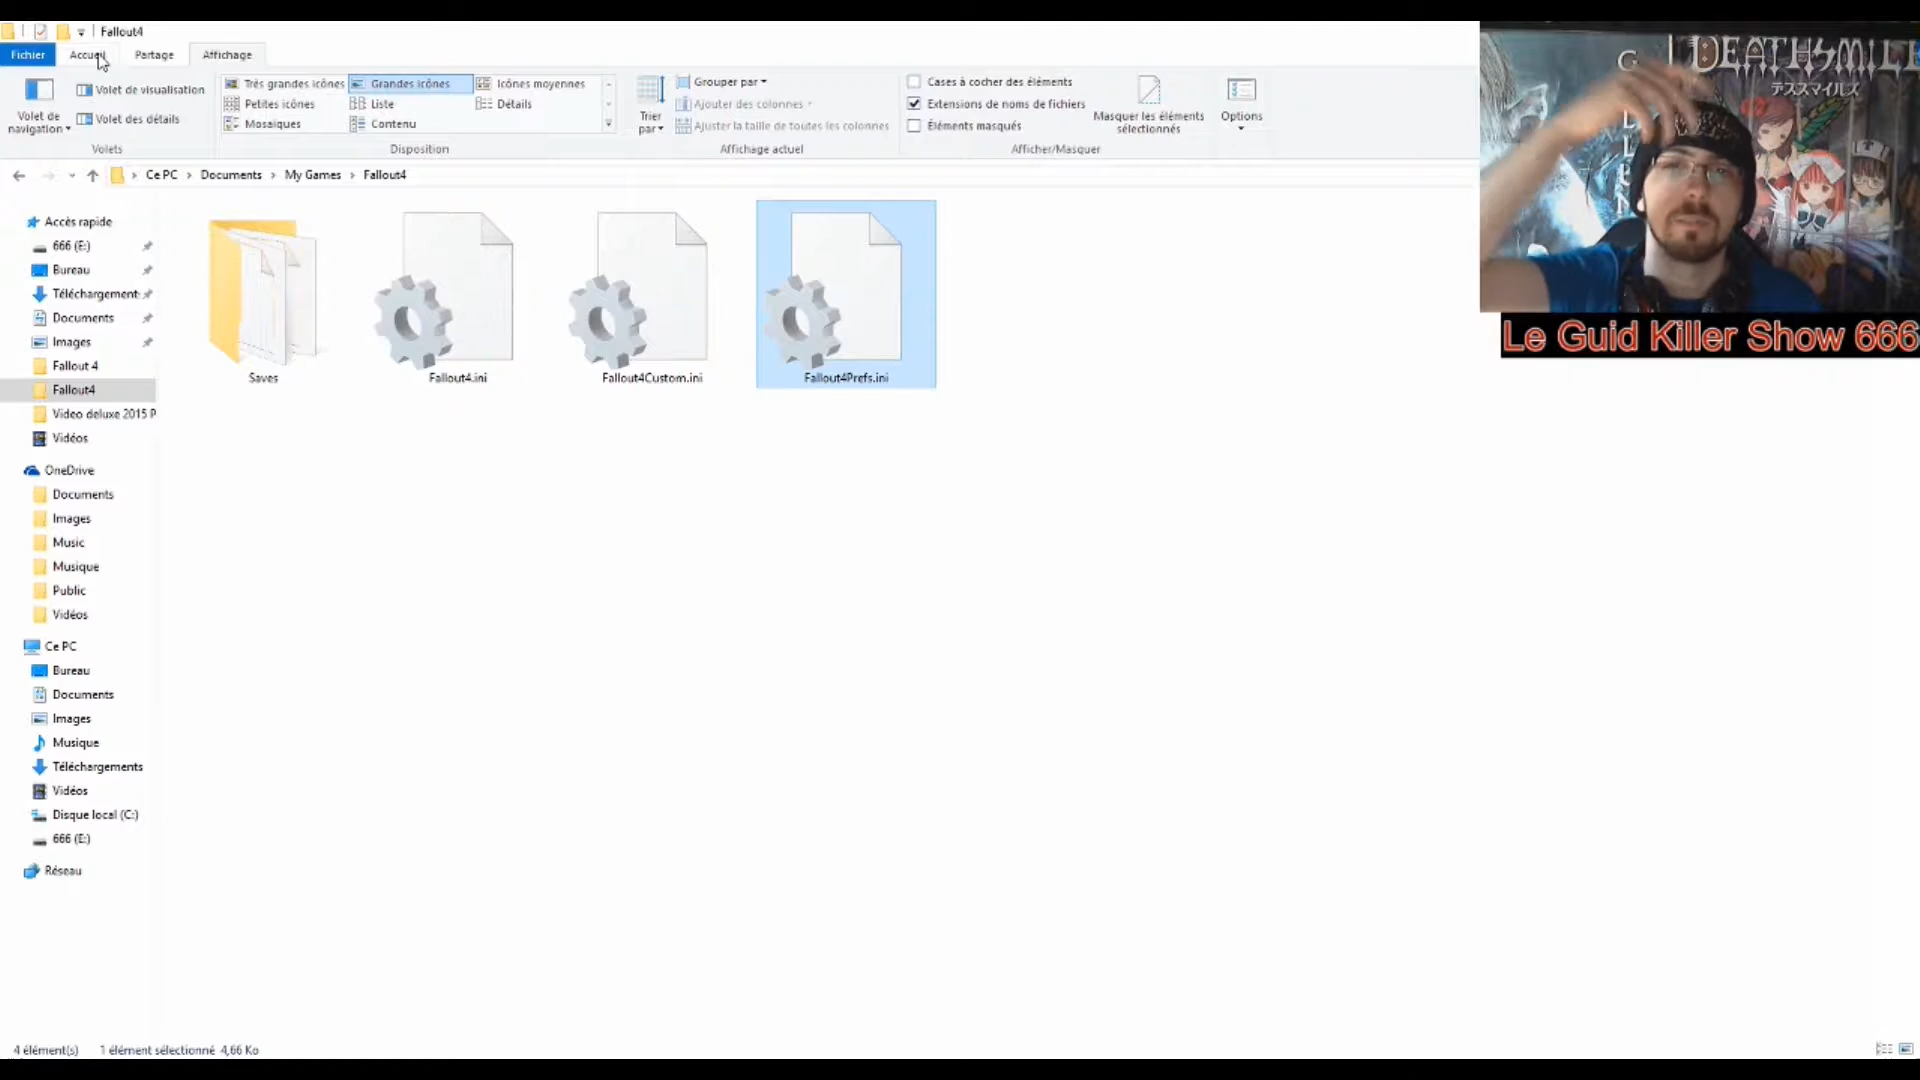 Fallout4
Fichier Accueil Partage Affichage
Volet de navigation
Volet de visualisation
Volet des détails
Volets
Très grandes icônes Grandes icônes Icônes moyennes
Petites icônes Liste Détails
Mosaïques Contenu
Disposition
Trier par
Grouper par
Ajouter des colonnes
Ajuster la taille de toutes les colonnes
Affichage actuel
Cases à cocher des éléments
Extensions de noms de fichiers
Éléments masqués
Masquer les éléments sélectionnés
Afficher/Masquer
Options
Ce PC > Documents > My Games > Fallout4
Accès rapide
666 (E:)
Bureau
Téléchargement
Documents
Images
Fallout 4
Fallout4
Video deluxe 2015 P
Vidéos
OneDrive
Documents
Images
Music
Musique
Public
Vidéos
Ce PC
Bureau
Documents
Images
Musique
Téléchargements
Vidéos
Disque local (C:)
666 (E:)
Réseau
Saves
Fallout4.ini
Fallout4Custom.ini
Fallout4Prefs.ini
4 élément(s) 1 élément sélectionné 4,66 Ko
DEATHSMILE
デススマイルズ
Le Guid Killer Show 666